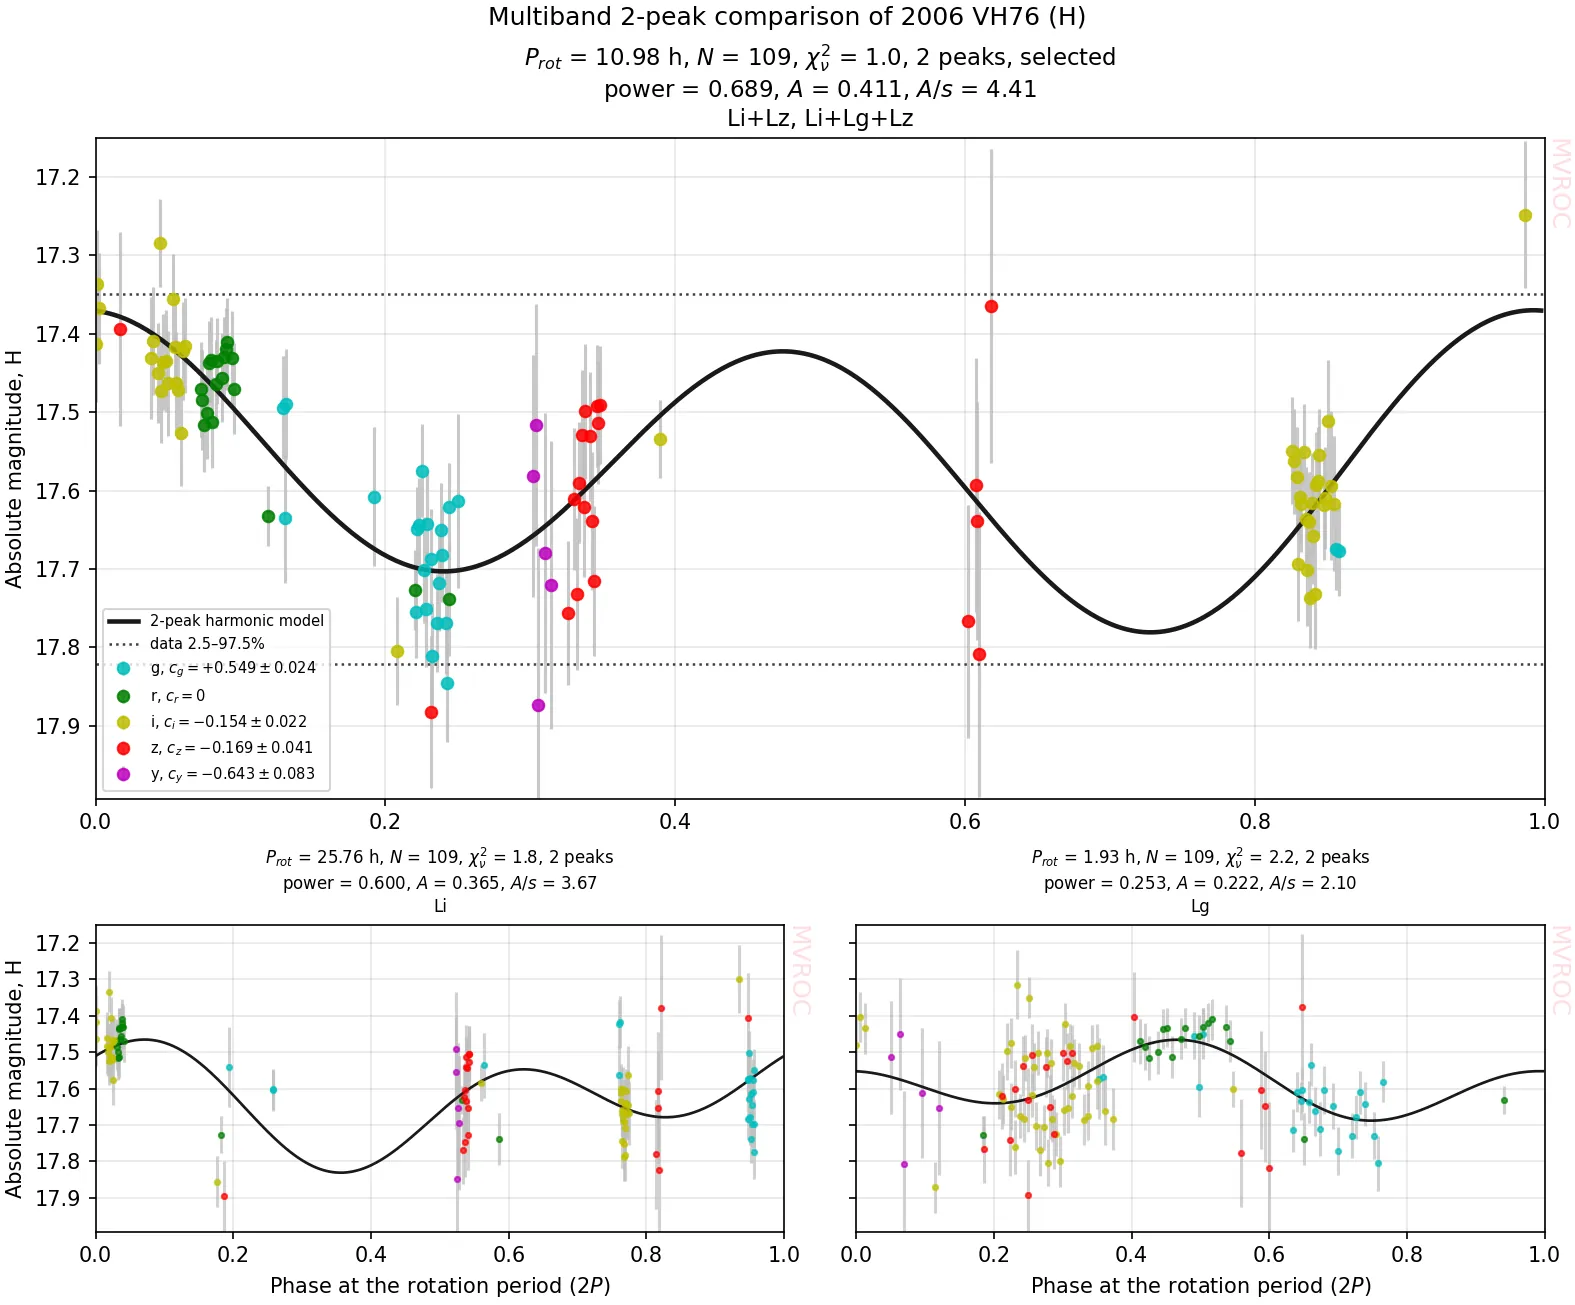 Multiband 2-peak comparison of 2006 VH76 (H)
P_rot = 10.98 h, N = 109, χ²_ν = 1.0, 2 peaks, selected
power = 0.689, A = 0.411, A/s = 4.41
Li+Lz, Li+Lg+Lz
Absolute magnitude, H
17.2
17.3
17.4
17.5
17.6
17.7
17.8
17.9
2-peak harmonic model
data 2.5–97.5%
g, c_g = +0.549 ± 0.024
r, c_r = 0
i, c_i = −0.154 ± 0.022
z, c_z = −0.169 ± 0.041
y, c_y = −0.643 ± 0.083
0.0 0.2 0.4 0.6 0.8 1.0
MVROC
P_rot = 25.76 h, N = 109, χ²_ν = 1.8, 2 peaks
power = 0.600, A = 0.365, A/s = 3.67
Li
Absolute magnitude, H
17.2
17.3
17.4
17.5
17.6
17.7
17.8
17.9
0.0 0.2 0.4 0.6 0.8 1.0
Phase at the rotation period (2P)
MVROC
P_rot = 1.93 h, N = 109, χ²_ν = 2.2, 2 peaks
power = 0.253, A = 0.222, A/s = 2.10
Lg
0.0 0.2 0.4 0.6 0.8 1.0
Phase at the rotation period (2P)
MVROC